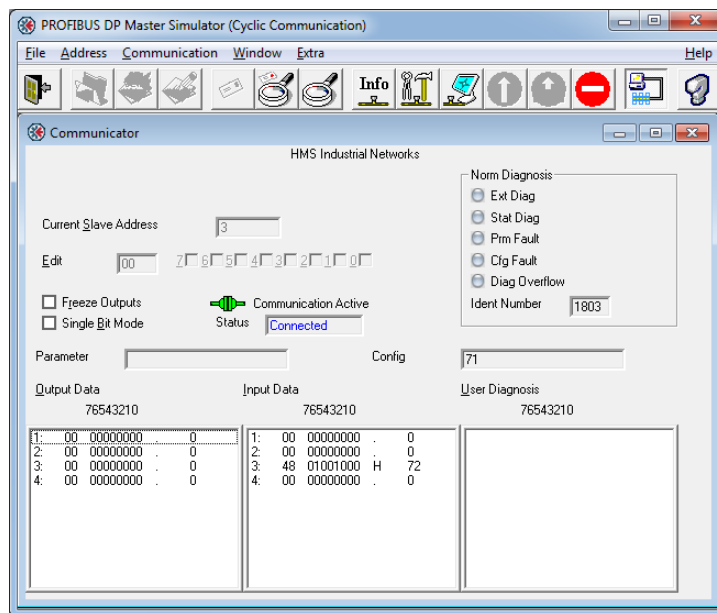 PROFIBUS DP Master Simulator (Cyclic Communication)
File Address Communication Window Extra Help
Info
Communicator
HMS Industrial Networks
Norm Diagnosis
Ext Diag
Stat Diag
Prm Fault
Cfg Fault
Diag Overflow
Ident Number 1803
Current Slave Address 3
Edit 00 7 6 5 4 3 2 1 0
Freeze Outputs
Communication Active
Single Bit Mode
Status Connected
Parameter
Config 71
Output Data Input Data User Diagnosis
76543210 76543210 76543210
1: 00 00000000 . 0 1: 00 00000000 . 0
2: 00 00000000 . 0 2: 00 00000000 . 0
3: 00 00000000 . 0 3: 48 01001000 H 72
4: 00 00000000 . 0 4: 00 00000000 . 0